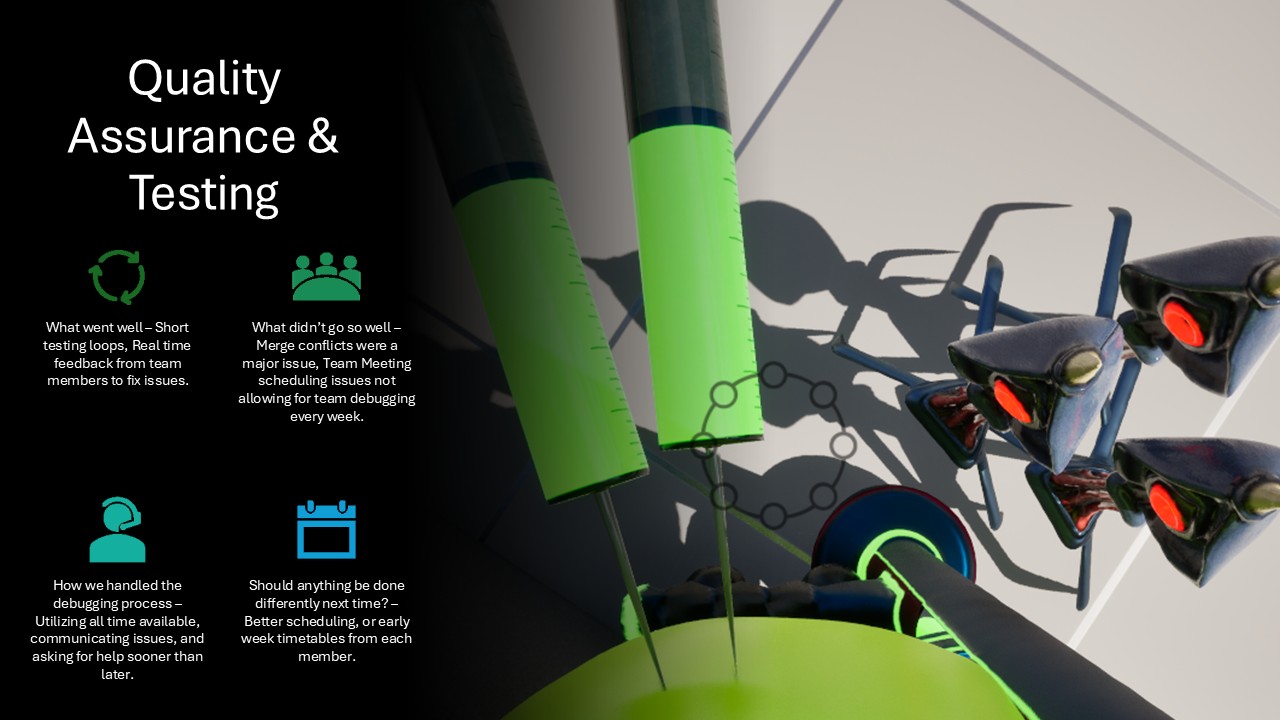 Quality
Assurance &
Testing
What went well – Short
testing loops, Real time
feedback from team
members to fix issues.
What didn’t go so well –
Merge conflicts were a
major issue, Team Meeting
scheduling issues not
allowing for team debugging
every week.
How we handled the
debugging process –
Utilizing all time available,
communicating issues, and
asking for help sooner than
later.
Should anything be done
differently next time? –
Better scheduling, or early
week timetables from each
member.